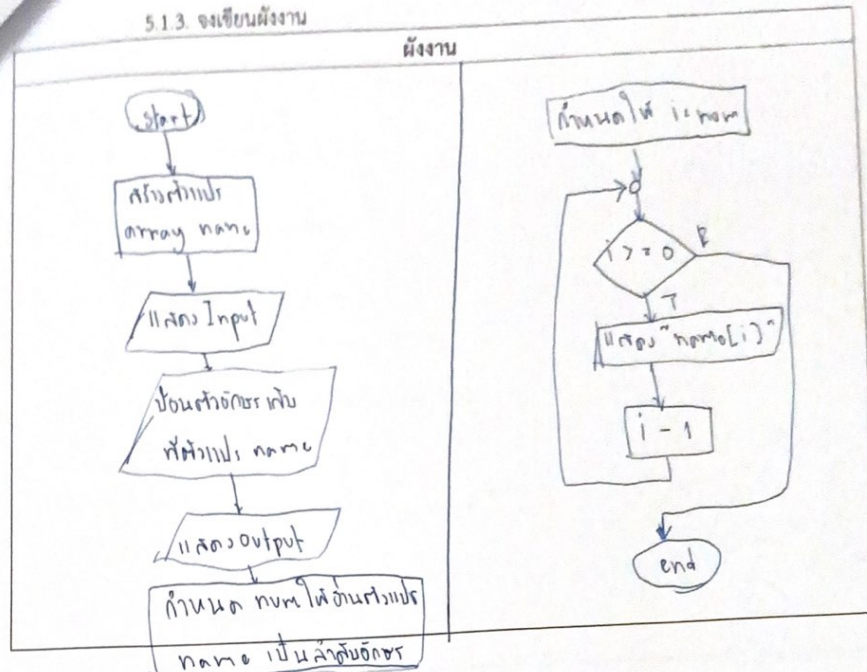 5.1.3. จงเขียนผังงาน
ผังงาน
Start
สร้างตัวแปร
array name
แสดง Input
ป้อนตัวอักษรเก็บ
ที่ตัวแปร name
แสดง output
กำหนด num ให้อ่านตัวแปร
name เป็นลำดับอักษร
กำหนดให้ i = num
i >= 0
F
T
แสดง "name[i]"
i - 1
end